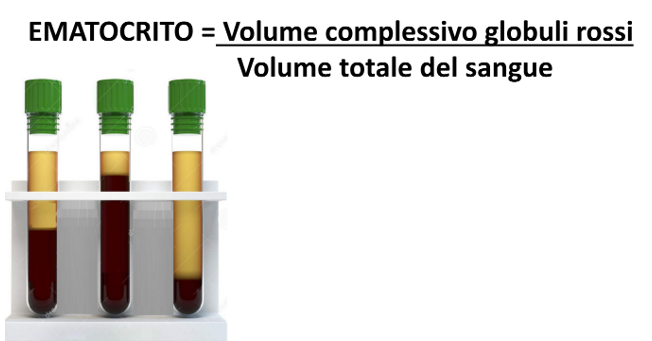 EMATOCRITO = Volume complessivo globuli rossi
Volume totale del sangue